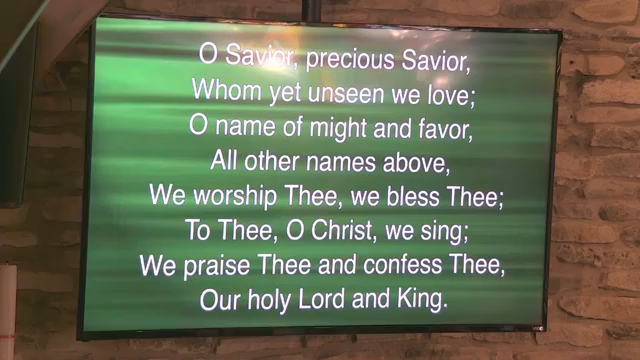 O Savior, precious Savior,
Whom yet unseen we love;
O name of might and favor,
All other names above,
We worship Thee, we bless Thee;
To Thee, O Christ, we sing;
We praise Thee and confess Thee,
Our holy Lord and King.